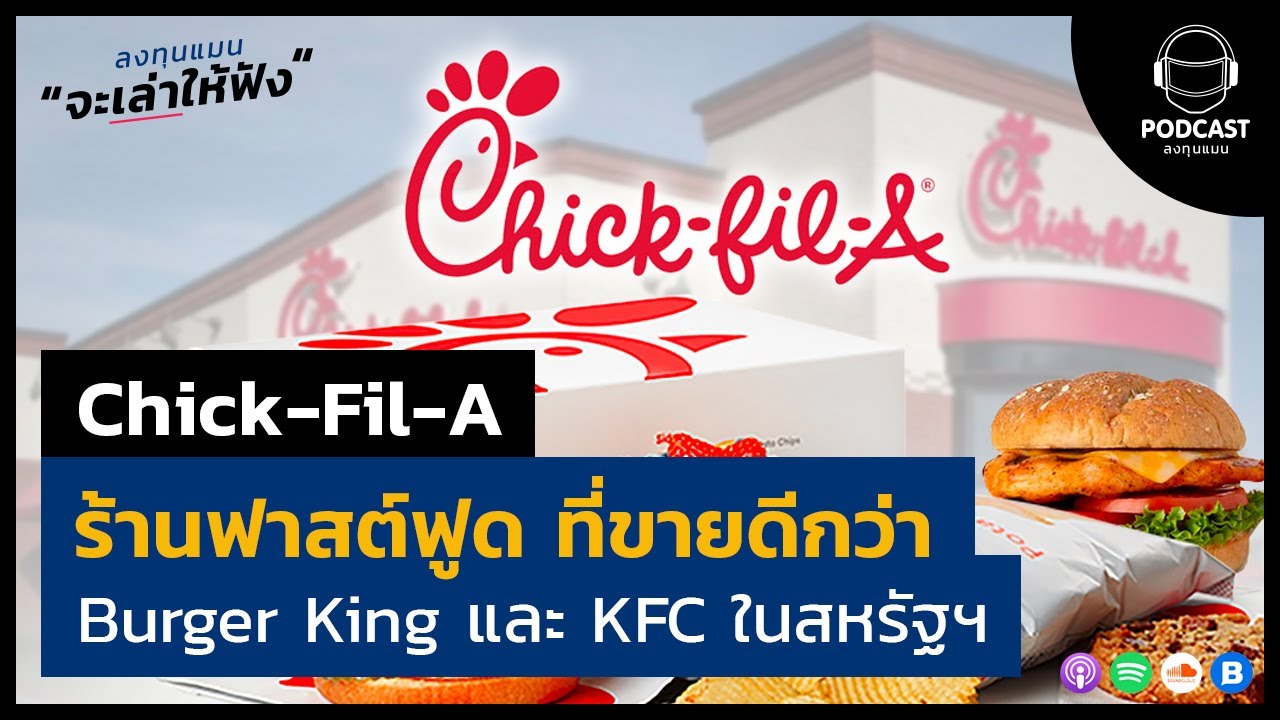 ลงทุนแมน
“จะเล่าให้ฟัง“
PODCAST
ลงทุนแมน
Chick-fil-A®
Chick-fil-A
Chick-Fil-A
ร้านฟาสต์ฟูด ที่ขายดีกว่า
Burger King และ KFC ในสหรัฐฯ
SOUNDCLOUD
B